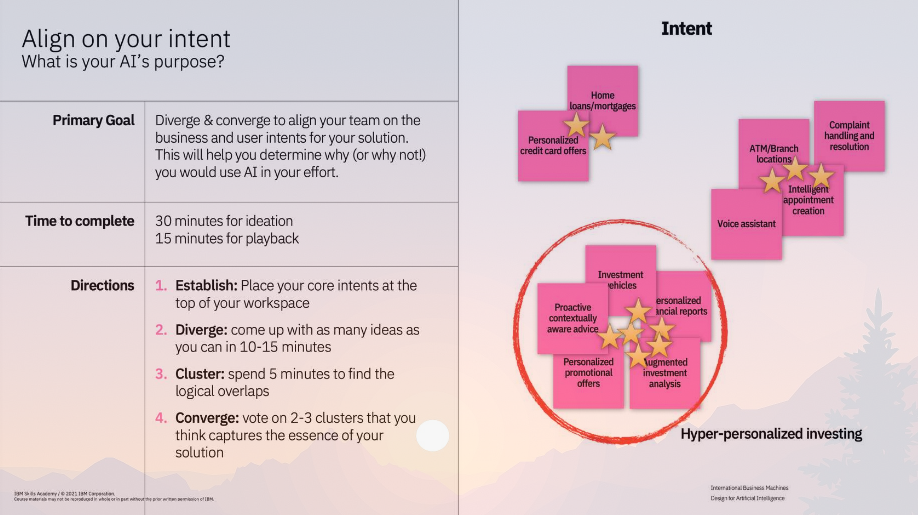 Align on your intent
What is your AI's purpose?
Primary Goal
Diverge & converge to align your team on the
business and user intents for your solution.
This will help you determine why (or why not!)
you would use AI in your effort.
Time to complete
30 minutes for ideation
15 minutes for playback
Directions
1. Establish: Place your core intents at the
top of your workspace
2. Diverge: come up with as many ideas as
you can in 10-15 minutes
3. Cluster: spend 5 minutes to find the
logical overlaps
4. Converge: vote on 2-3 clusters that you
think captures the essence of your
solution
IBM Skills Academy / © 2021 IBM Corporation.
Course materials may not be reproduced in whole or in part without the prior written permission of IBM.
Intent
Home
loans/mortgages
Personalized
credit card offers
Complaint
handling and
resolution
ATM/Branch
locations
Intelligent
appointment
creation
Voice assistant
Investment
ehicles
ersonalized
ancial reports
Proactive
contextually
aware advice
Personalized
promotional
offers
ugmented
investment
analysis
Hyper-personalized investing
International Business Machines
Design for Artificial Intelligence